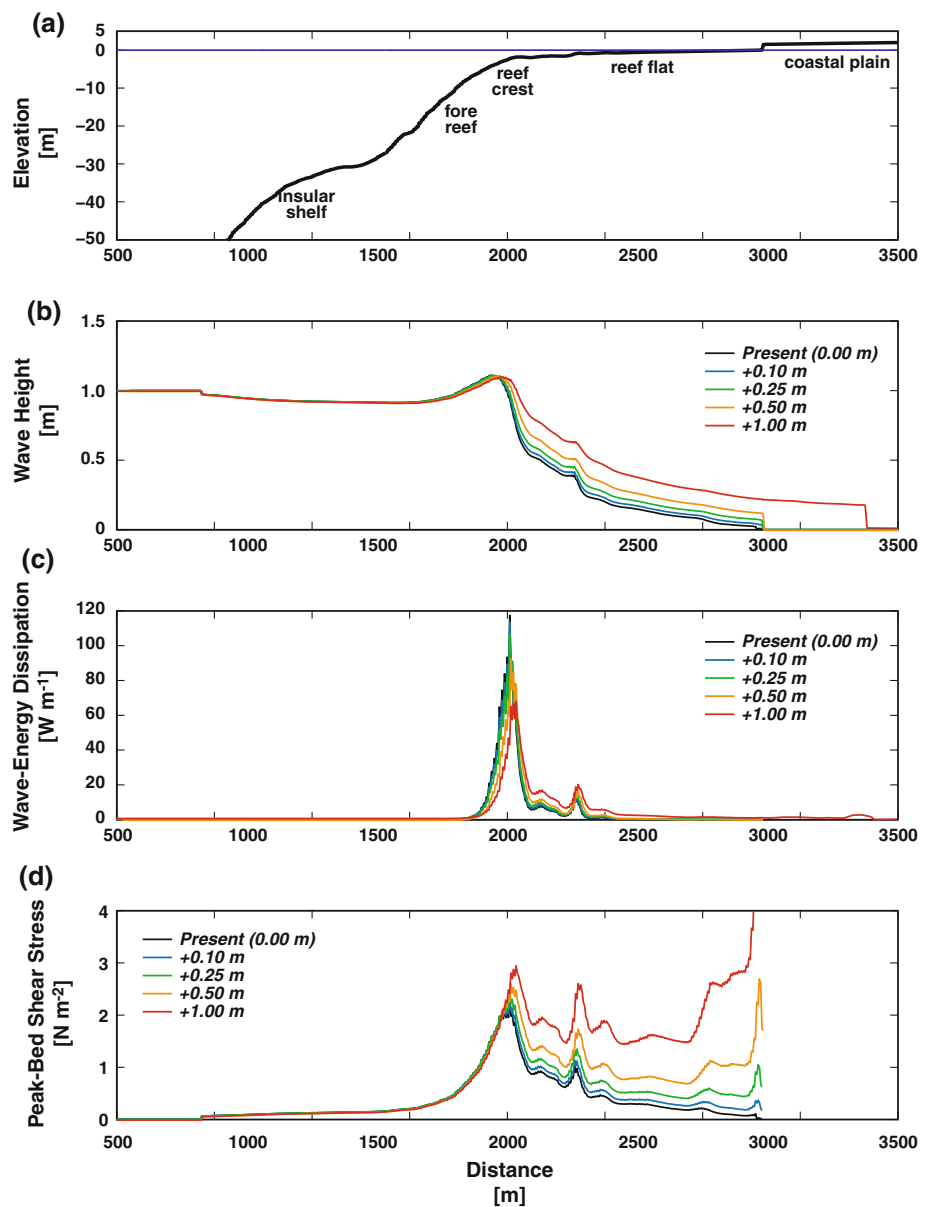 (a)
5
0
−10
−20
−30
−40
−50
Elevation
[m]
reef
crest
fore
reef
insular
shelf
reef flat
coastal plain
500
1000
1500
2000
2500
3000
3500
(b)
1.5
1.0
0.5
0
Wave Height
[m]
Present (0.00 m)
+0.10 m
+0.25 m
+0.50 m
+1.00 m
500
1000
1500
2000
2500
3000
3500
(c)
120
100
80
60
40
20
0
Wave-Energy Dissipation
[W m-1]
Present (0.00 m)
+0.10 m
+0.25 m
+0.50 m
+1.00 m
500
1000
1500
2000
2500
3000
3500
(d)
4
3
2
1
0
Peak-Bed Shear Stress
[N m-2]
Present (0.00 m)
+0.10 m
+0.25 m
+0.50 m
+1.00 m
500
1000
1500
2000
2500
3000
3500
Distance
[m]